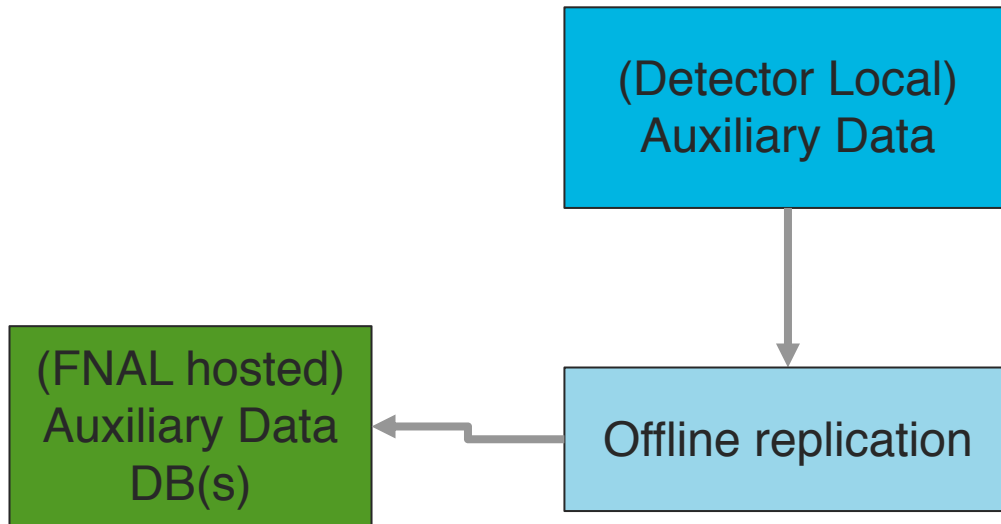 (Detector Local)
Auxiliary Data
(FNAL hosted)
Auxiliary Data
DB(s)
Offline replication